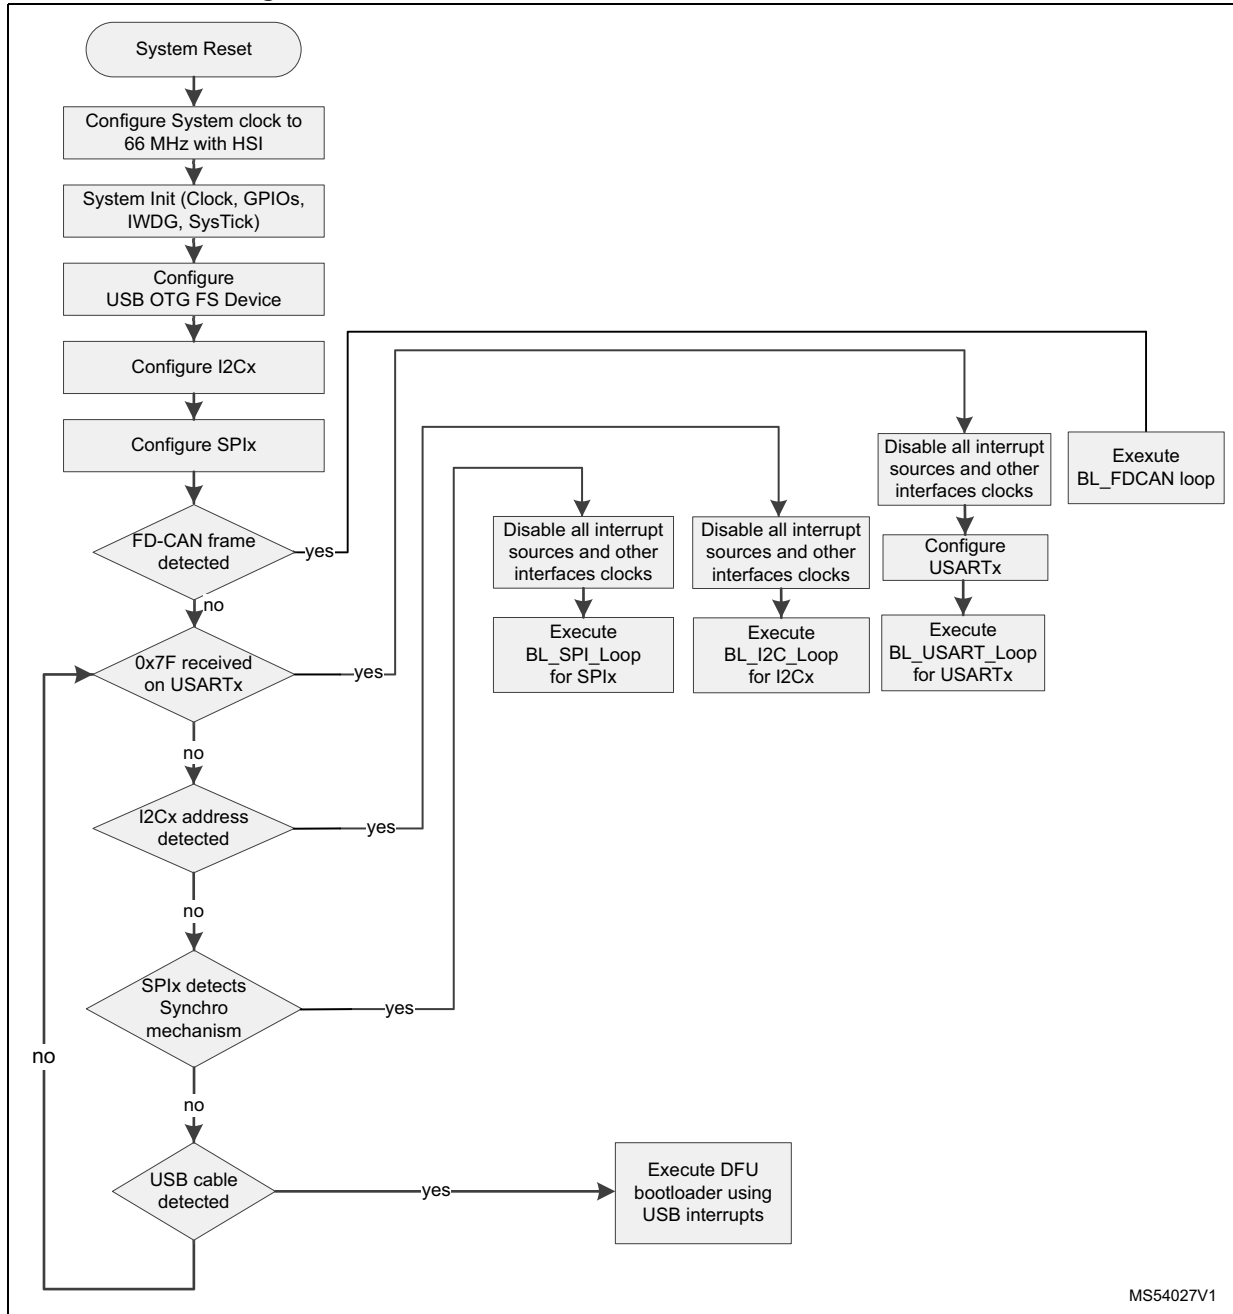 System Reset
Configure System clock to
66 MHz with HSI
System Init (Clock, GPIOs,
IWDG, SysTick)
Configure
USB OTG FS Device
Configure I2Cx
Configure SPIx
FD-CAN frame
detected
yes
no
0x7F received
on USARTx
yes
no
I2Cx address
detected
yes
no
SPIx detects
Synchro
mechanism
yes
no
no
USB cable
detected
yes
Disable all interrupt
sources and other
interfaces clocks
Execute
BL_SPI_Loop
for SPIx
Disable all interrupt
sources and other
interfaces clocks
Execute
BL_I2C_Loop
for I2Cx
Disable all interrupt
sources and other
interfaces clocks
Configure
USARTx
Execute
BL_USART_Loop
for USARTx
Exexute
BL_FDCAN loop
Execute DFU
bootloader using
USB interrupts
MS54027V1